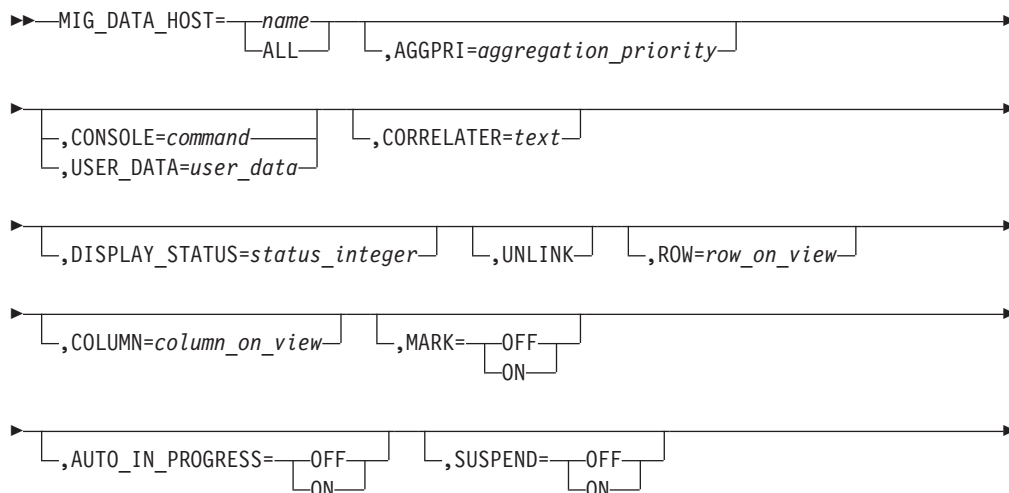 MIG_DATA_HOST= name ,AGGPRI=aggregation_priority
ALL
,CONSOLE=command ,CORRELATER=text
,USER_DATA=user_data
,DISPLAY_STATUS=status_integer ,UNLINK ,ROW=row_on_view
,COLUMN=column_on_view ,MARK= OFF
ON
,AUTO_IN_PROGRESS= OFF ,SUSPEND= OFF
ON ON